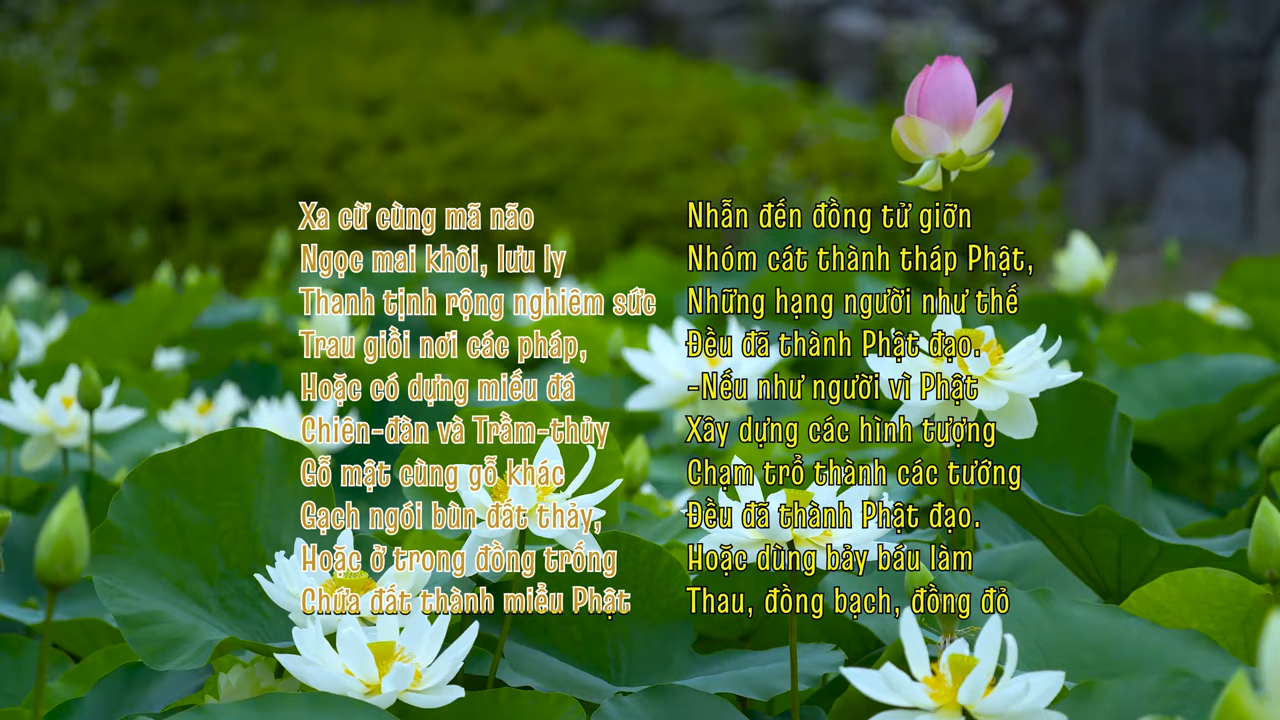 Xa cừ cùng mã não
Ngọc mai khôi, lưu ly
Thanh tịnh rộng nghiêm sức
Trau giồi nơi các pháp,
Hoặc có dựng miếu đá
Chiên-đàn và Trầm-thủy
Gỗ mật cùng gỗ khác
Gạch ngói bùn đất thảy,
Hoặc ở trong đồng trống
Chứa đất thành miễu Phật
Nhẫn đến đồng tử giỡn
Nhóm cát thành tháp Phật,
Những hạng người như thế
Đều đã thành Phật đạo.
-Nếu như người vì Phật
Xây dựng các hình tượng
Chạm trổ thành các tướng
Đều đã thành Phật đạo.
Hoặc dùng bảy báu làm
Thau, đồng bạch, đồng đỏ